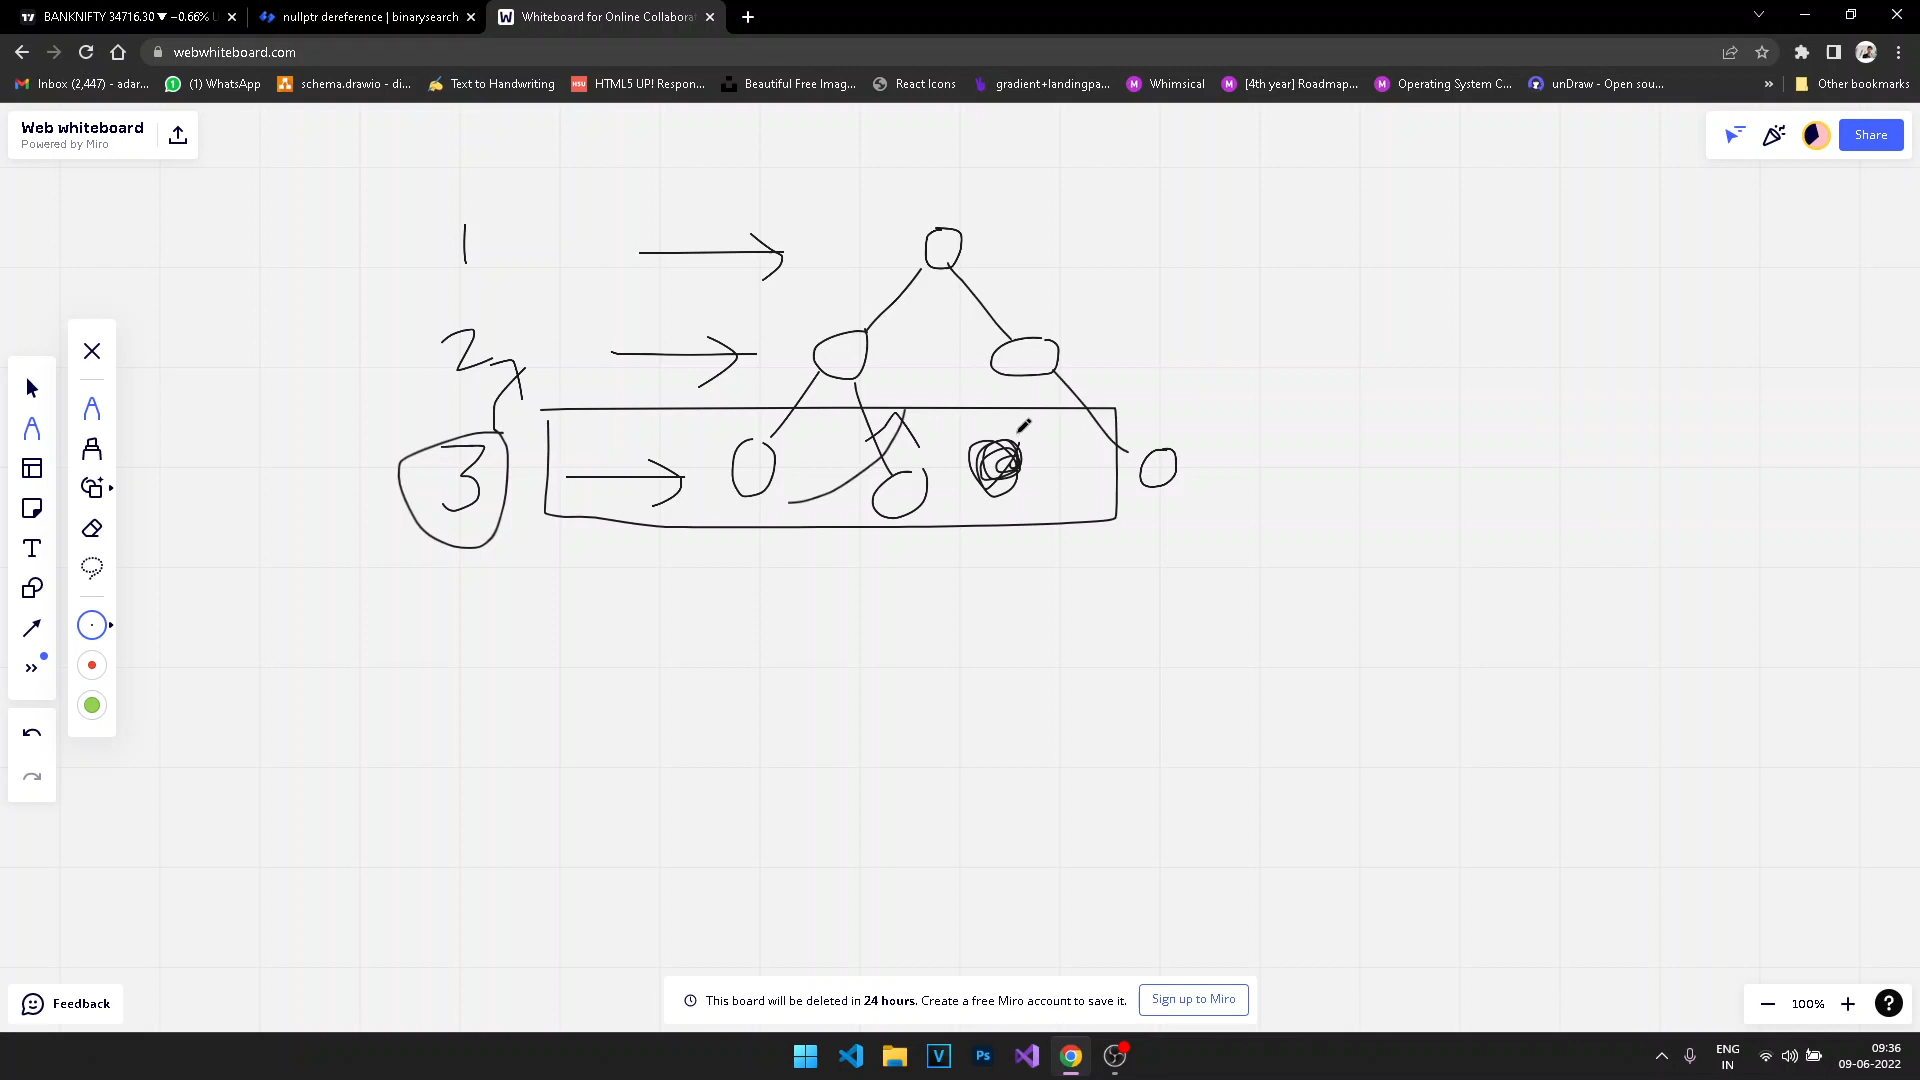 BANKNIFTY 34716.30 ▼ −0.66% U
nullptr dereference | binarysearch
Whiteboard for Online Collabora
webwhiteboard.com
Inbox (2,447) - adar...
(1) WhatsApp
schema.drawio - di...
Text to Handwriting
HTML5 UP! Respon...
Beautiful Free Imag...
React Icons
gradient+landingpa...
Whimsical
[4th year] Roadmap...
Operating System C...
unDraw - Open sou...
»
Other bookmarks
Web whiteboard
Powered by Miro
Share
1
2
3
This board will be deleted in 24 hours. Create a free Miro account to save it.
Sign up to Miro
Feedback
100%
?
ENG
IN
09:36
09-06-2022